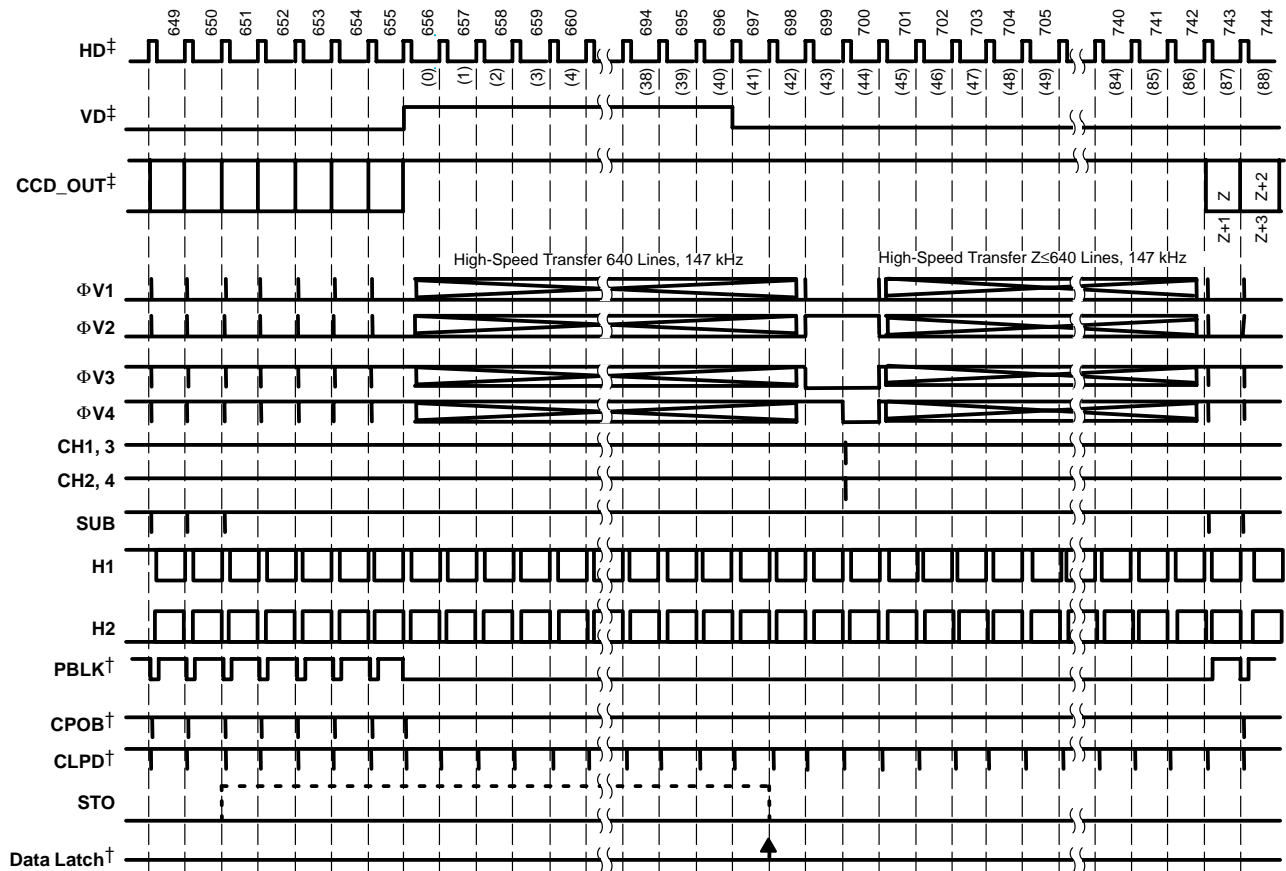 649 650 651 652 653 654 655 656 657 658 659 660 694 695 696 697 698 699 700 701 702 703 704 705 740 741 742 743 744
HD‡
(0) (1) (2) (3) (4) (38) (39) (40) (41) (42) (43) (44) (45) (46) (47) (48) (49) (84) (85) (86) (87) (88)
VD‡
CCD_OUT‡
Z Z+2
Z+1 Z+3
High-Speed Transfer 640 Lines, 147 kHz High-Speed Transfer Z≤640 Lines, 147 kHz
ΦV1
ΦV2
ΦV3
ΦV4
CH1, 3
CH2, 4
SUB
H1
H2
PBLK†
CPOB†
CLPD†
STO
Data Latch†